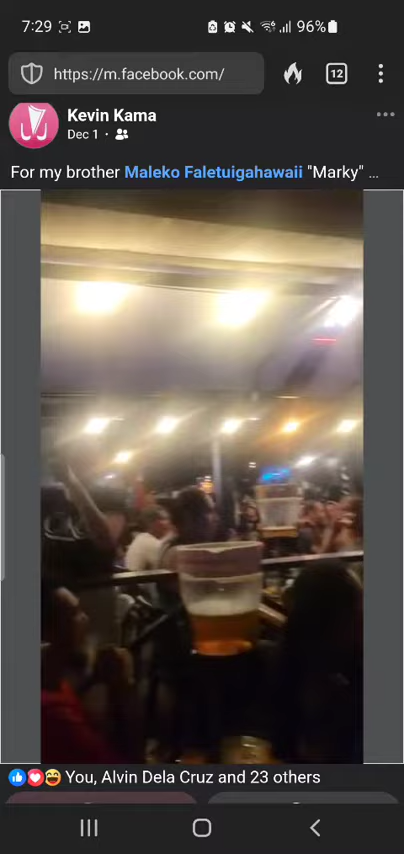 7:29
96%
https://m.facebook.com/
12
Kevin Kama
Dec 1 ·
For my brother Maleko Faletuigahawaii "Marky" ...
You, Alvin Dela Cruz and 23 others